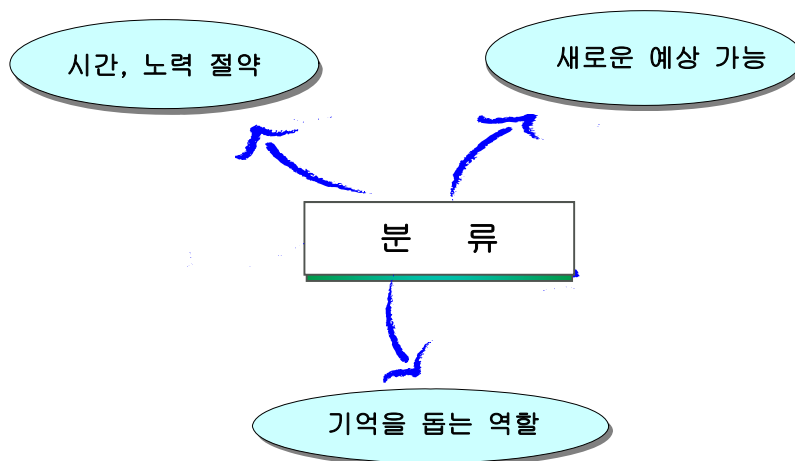 시간, 노력 절약
새로운 예상 가능
분 류
기억을 돕는 역할